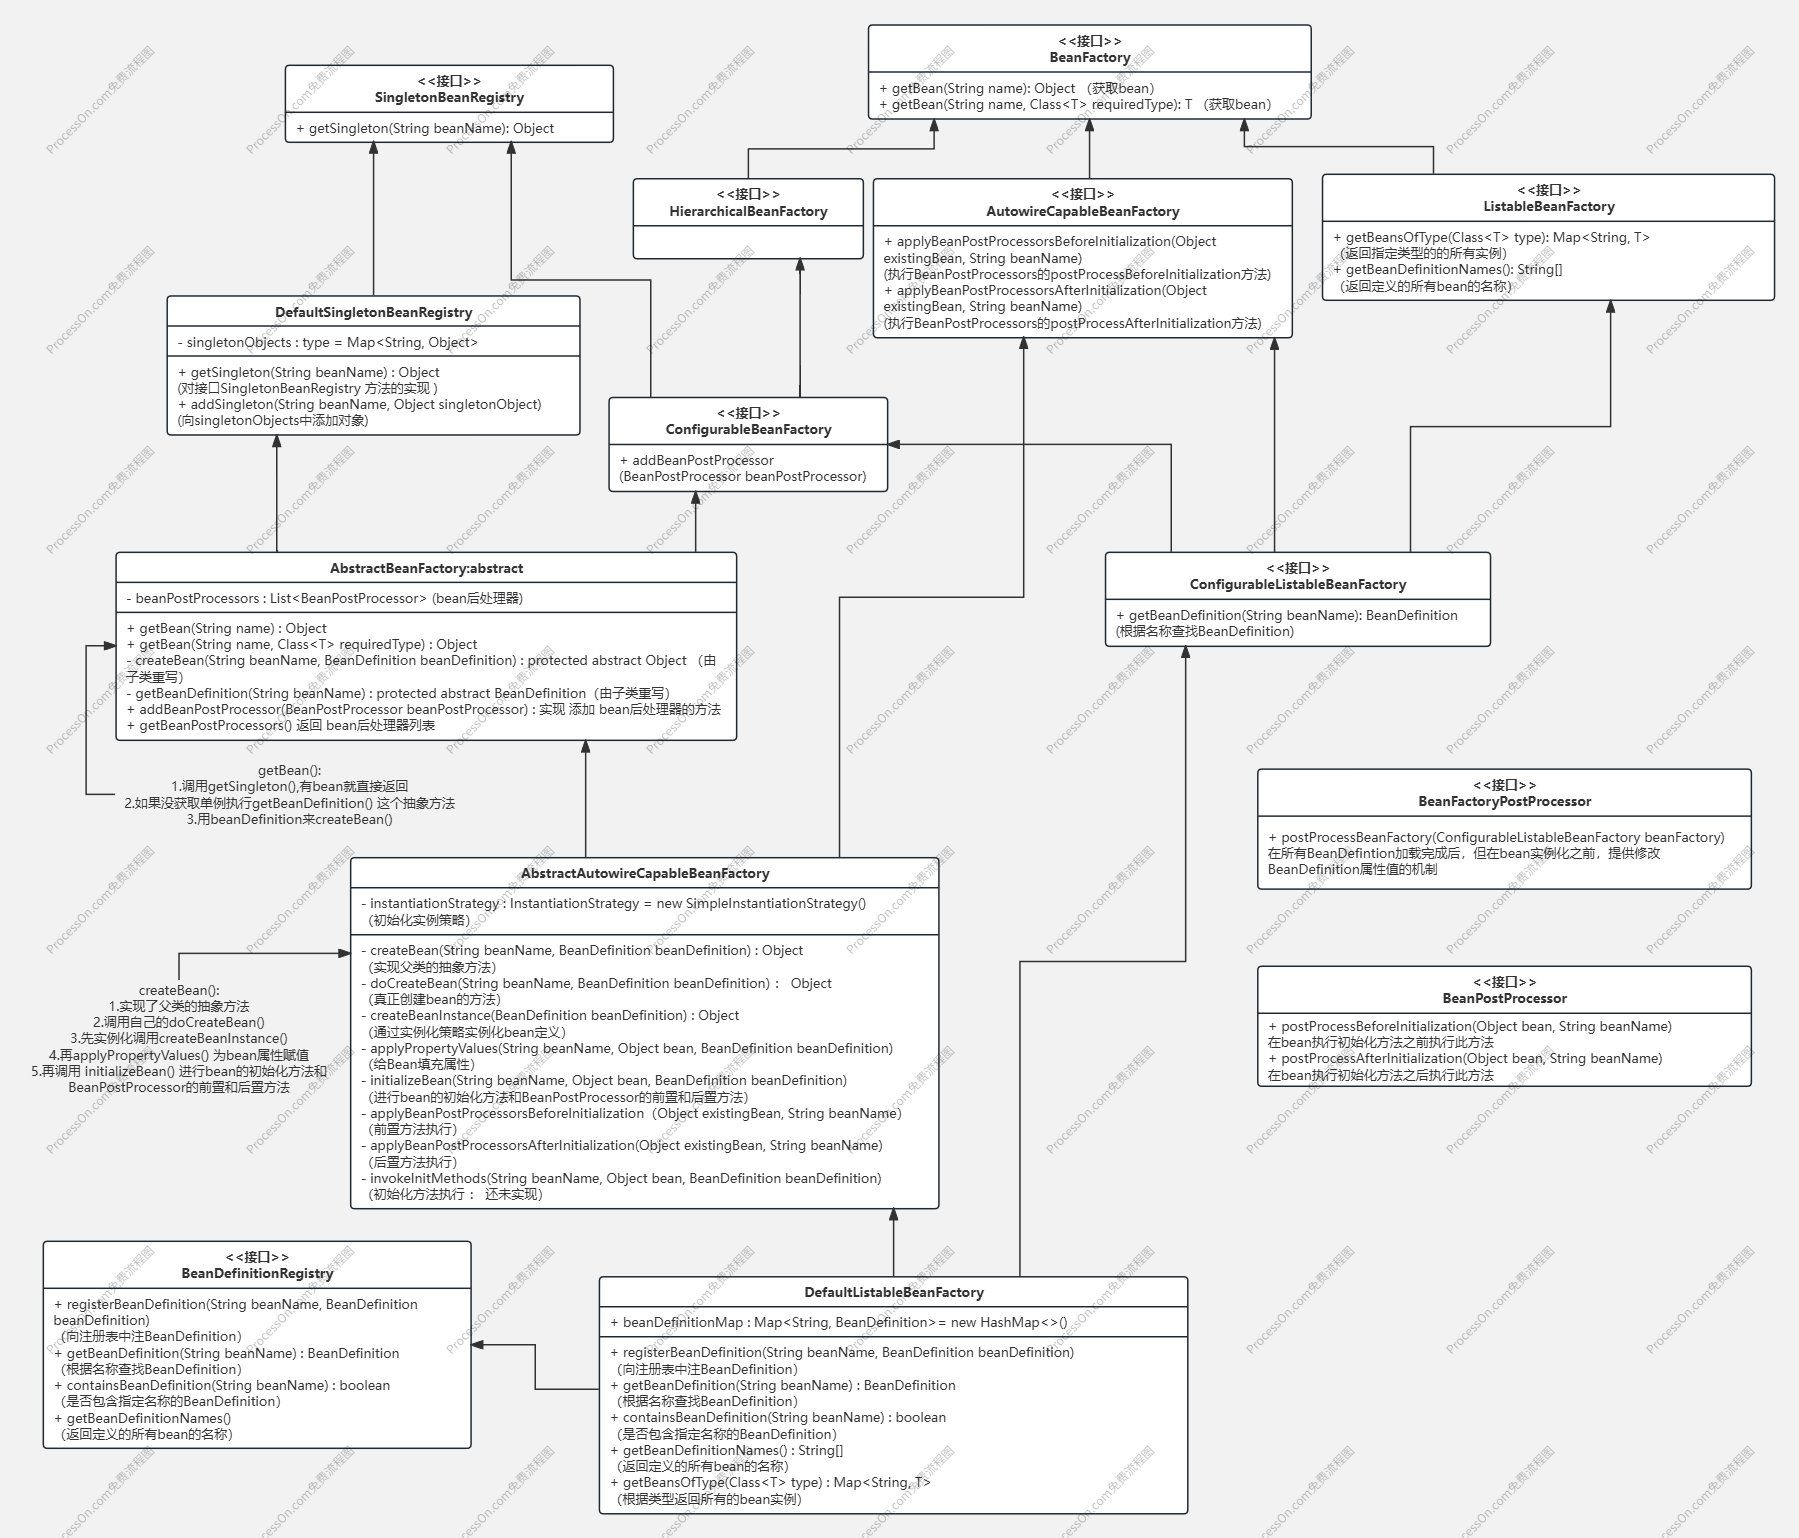 <<接口>>
BeanFactory
+ getBean(String name): Object （获取bean）
+ getBean(String name, Class<T> requiredType): T （获取bean）
<<接口>>
SingletonBeanRegistry
+ getSingleton(String beanName): Object
<<接口>>
HierarchicalBeanFactory
<<接口>>
AutowireCapableBeanFactory
+ applyBeanPostProcessorsBeforeInitialization(Object
existingBean, String beanName)
(执行BeanPostProcessors的postProcessBeforeInitialization方法)
+ applyBeanPostProcessorsAfterInitialization(Object
existingBean, String beanName)
(执行BeanPostProcessors的postProcessAfterInitialization方法)
<<接口>>
ListableBeanFactory
+ getBeansOfType(Class<T> type): Map<String, T>
（返回指定类型的的所有实例）
+ getBeanDefinitionNames(): String[]
（返回定义的所有bean的名称）
DefaultSingletonBeanRegistry
- singletonObjects : type = Map<String, Object>
+ getSingleton(String beanName) : Object
(对接口SingletonBeanRegistry 方法的实现 )
+ addSingleton(String beanName, Object singletonObject)
(向singletonObjects中添加对象)
<<接口>>
ConfigurableBeanFactory
+ addBeanPostProcessor
(BeanPostProcessor beanPostProcessor)
AbstractBeanFactory:abstract
- beanPostProcessors : List<BeanPostProcessor> (bean后处理器)
+ getBean(String name) : Object
+ getBean(String name, Class<T> requiredType) : Object
- createBean(String beanName, BeanDefinition beanDefinition) : protected abstract Object （由
子类重写）
- getBeanDefinition(String beanName) : protected abstract BeanDefinition（由子类重写）
+ addBeanPostProcessor(BeanPostProcessor beanPostProcessor) : 实现 添加 bean后处理器的方法
+ getBeanPostProcessors() 返回 bean后处理器列表
<<接口>>
ConfigurableListableBeanFactory
+ getBeanDefinition(String beanName): BeanDefinition
(根据名称查找BeanDefinition)
getBean():
1.调用getSingleton(),有bean就直接返回
2.如果没获取单例执行getBeanDefinition() 这个抽象方法
3.用beanDefinition来createBean()
<<接口>>
BeanFactoryPostProcessor
+ postProcessBeanFactory(ConfigurableListableBeanFactory beanFactory)
在所有BeanDefintion加载完成后，但在bean实例化之前，提供修改
BeanDefinition属性值的机制
AbstractAutowireCapableBeanFactory
- instantiationStrategy : InstantiationStrategy = new SimpleInstantiationStrategy()
（初始化实例策略）
- createBean(String beanName, BeanDefinition beanDefinition) : Object
（实现父类的抽象方法）
- doCreateBean(String beanName, BeanDefinition beanDefinition) ： Object
（真正创建bean的方法）
- createBeanInstance(BeanDefinition beanDefinition) : Object
（通过实例化策略实例化bean定义）
- applyPropertyValues(String beanName, Object bean, BeanDefinition beanDefinition)
（给Bean填充属性）
- initializeBean(String beanName, Object bean, BeanDefinition beanDefinition)
（进行bean的初始化方法和BeanPostProcessor的前置和后置方法）
- applyBeanPostProcessorsBeforeInitialization（Object existingBean, String beanName）
（前置方法执行）
- applyBeanPostProcessorsAfterInitialization(Object existingBean, String beanName)
（后置方法执行）
- invokeInitMethods(String beanName, Object bean, BeanDefinition beanDefinition)
（初始化方法执行 ： 还未实现）
createBean():
1.实现了父类的抽象方法
2.调用自己的doCreateBean()
3.先实例化调用createBeanInstance()
4.再applyPropertyValues() 为bean属性赋值
5.再调用 initializeBean() 进行bean的初始化方法和
BeanPostProcessor的前置和后置方法
<<接口>>
BeanPostProcessor
+ postProcessBeforeInitialization(Object bean, String beanName)
在bean执行初始化方法之前执行此方法
+ postProcessAfterInitialization(Object bean, String beanName)
在bean执行初始化方法之后执行此方法
<<接口>>
BeanDefinitionRegistry
+ registerBeanDefinition(String beanName, BeanDefinition
beanDefinition)
（向注册表中注BeanDefinition）
+ getBeanDefinition(String beanName) : BeanDefinition
（根据名称查找BeanDefinition）
+ containsBeanDefinition(String beanName) : boolean
（是否包含指定名称的BeanDefinition）
+ getBeanDefinitionNames()
（返回定义的所有bean的名称）
DefaultListableBeanFactory
+ beanDefinitionMap : Map<String, BeanDefinition>= new HashMap<>()
+ registerBeanDefinition(String beanName, BeanDefinition beanDefinition)
（向注册表中注BeanDefinition）
+ getBeanDefinition(String beanName) : BeanDefinition
（根据名称查找BeanDefinition）
+ containsBeanDefinition(String beanName) : boolean
（是否包含指定名称的BeanDefinition）
+ getBeanDefinitionNames() : String[]
（返回定义的所有bean的名称）
+ getBeansOfType(Class<T> type) : Map<String, T>
（根据类型返回所有的bean实例）
ProcessOn.com免费流程图